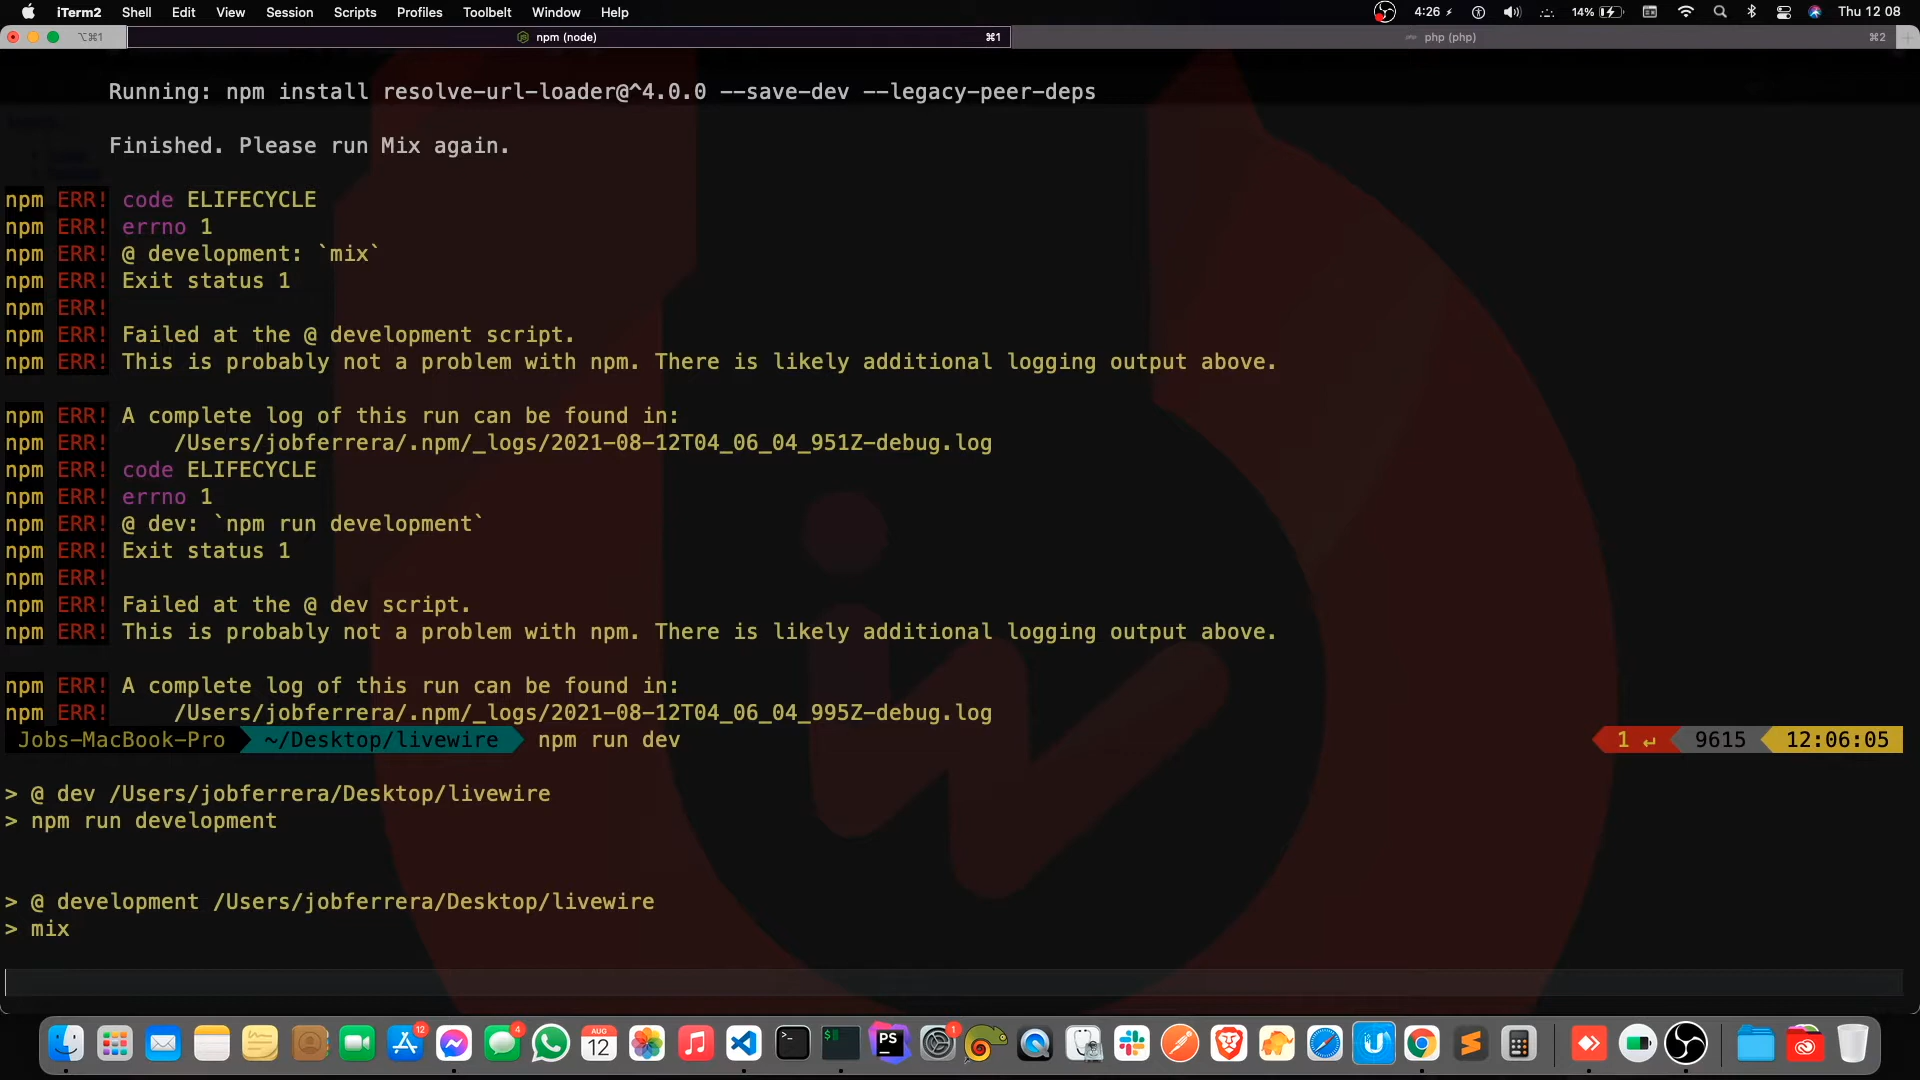 iTerm2 Shell Edit View Session Scripts Profiles Toolbelt Window Help 4:26 14% Thu 12 08
⌥⌘1 npm (node) ⌘1 php (php) ⌘2
Running: npm install resolve-url-loader@^4.0.0 --save-dev --legacy-peer-deps
Finished. Please run Mix again.
npm ERR! code ELIFECYCLE
npm ERR! errno 1
npm ERR! @ development: `mix`
npm ERR! Exit status 1
npm ERR!
npm ERR! Failed at the @ development script.
npm ERR! This is probably not a problem with npm. There is likely additional logging output above.
npm ERR! A complete log of this run can be found in:
npm ERR!     /Users/jobferrera/.npm/_logs/2021-08-12T04_06_04_951Z-debug.log
npm ERR! code ELIFECYCLE
npm ERR! errno 1
npm ERR! @ dev: `npm run development`
npm ERR! Exit status 1
npm ERR!
npm ERR! Failed at the @ dev script.
npm ERR! This is probably not a problem with npm. There is likely additional logging output above.
npm ERR! A complete log of this run can be found in:
npm ERR!     /Users/jobferrera/.npm/_logs/2021-08-12T04_06_04_995Z-debug.log
Jobs-MacBook-Pro ~/Desktop/livewire npm run dev 1 ↵ 9615 12:06:05
> @ dev /Users/jobferrera/Desktop/livewire
> npm run development
> @ development /Users/jobferrera/Desktop/livewire
> mix
12 4 AUG 12 $ PS 1